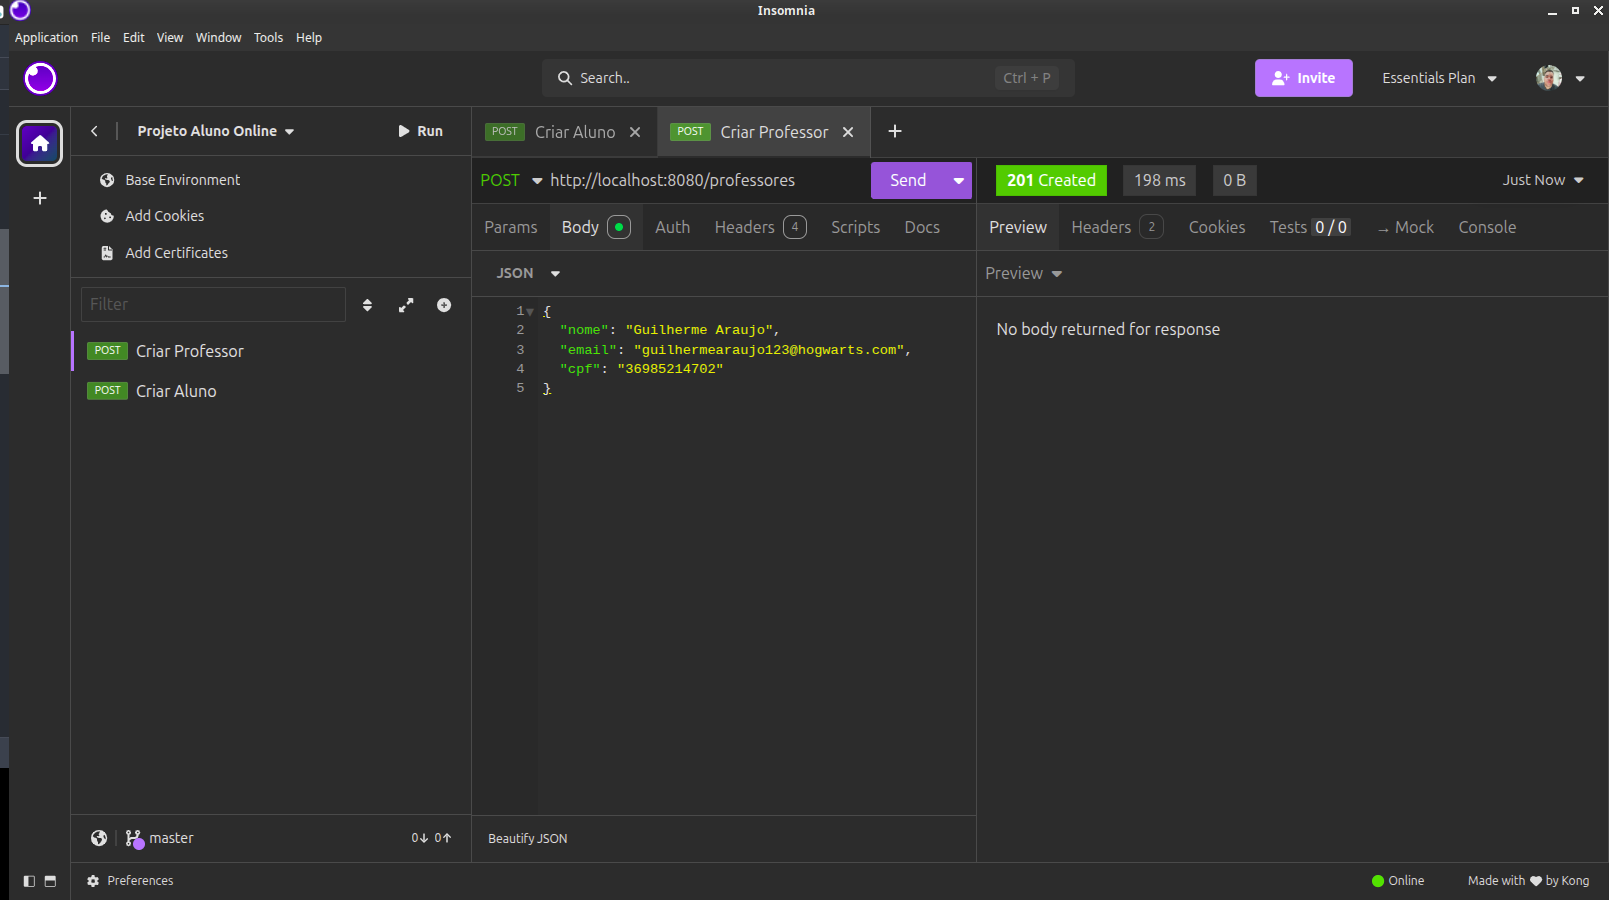 Insomnia
Application File Edit View Window Tools Help
Search.. Ctrl + P
Invite
Essentials Plan
Projeto Aluno Online
Run
POST Criar Aluno
POST Criar Professor
Base Environment
Add Cookies
Add Certificates
Filter
POST Criar Professor
POST Criar Aluno
master
0 0
POST http://localhost:8080/professores
Send
Params Body Auth Headers 4 Scripts Docs
JSON
1 {
2 "nome": "Guilherme Araujo",
3 "email": "guilhermearaujo123@hogwarts.com",
4 "cpf": "36985214702"
5 }
Beautify JSON
201 Created 198 ms 0 B
Just Now
Preview Headers 2 Cookies Tests 0 / 0 → Mock Console
Preview
No body returned for response
Preferences
Online
Made with ♥ by Kong